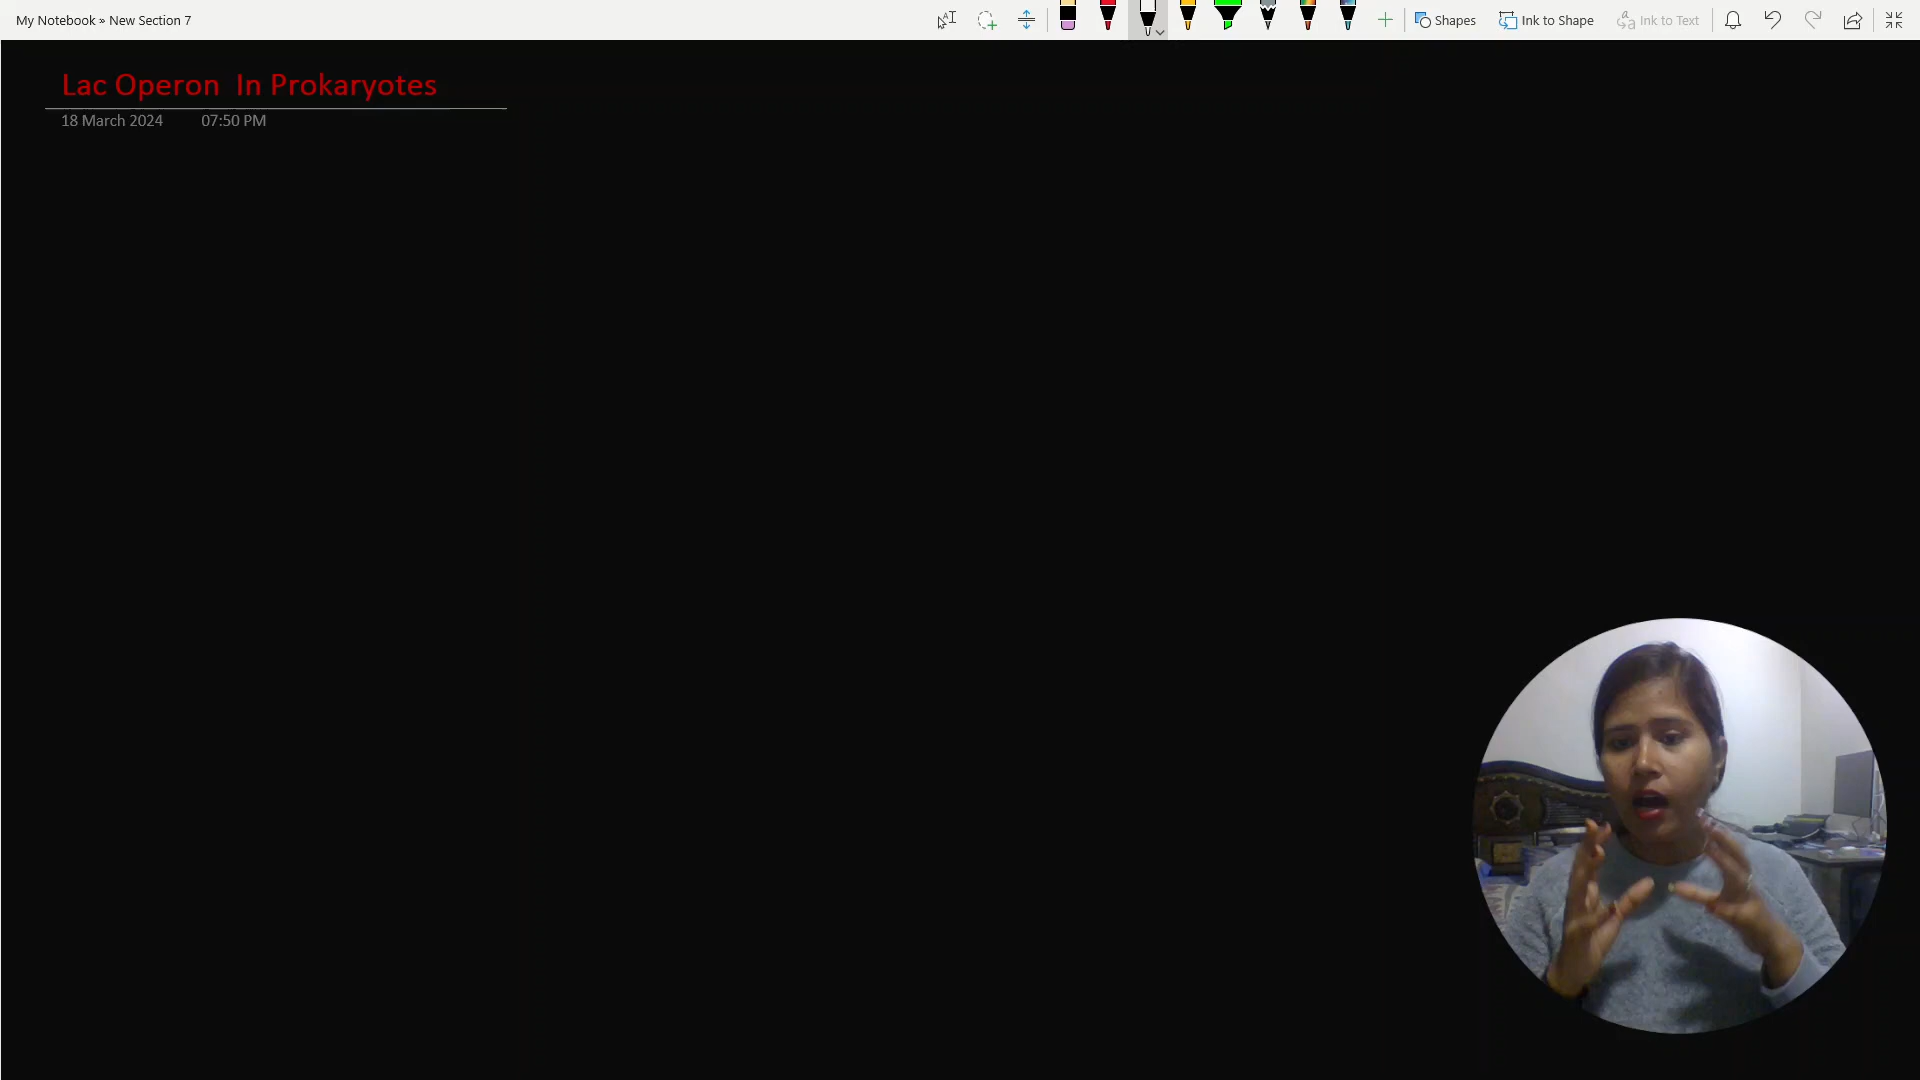 My Notebook » New Section 7
Shapes
Ink to Shape
Ink to Text
Lac Operon  In Prokaryotes
18 March 2024 07:50 PM